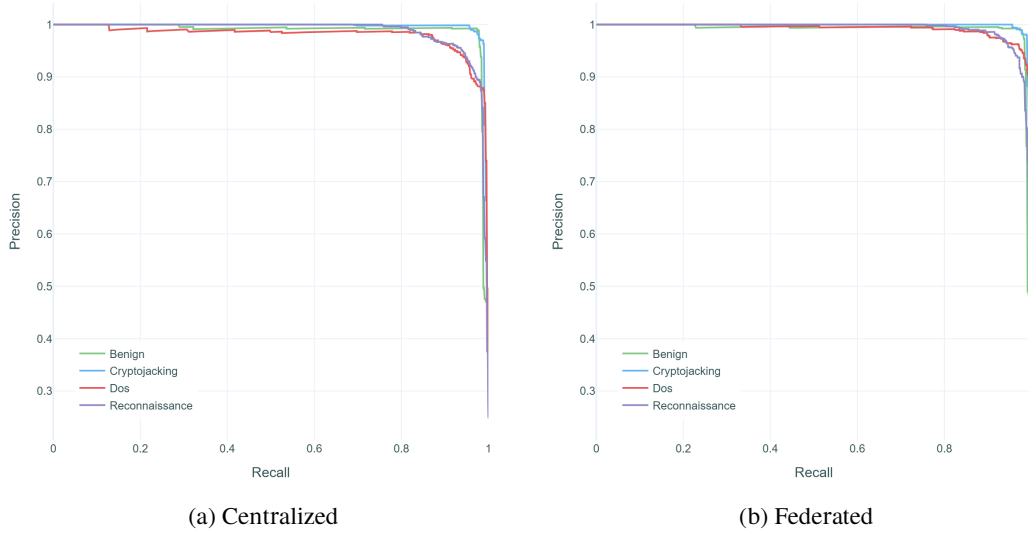 1
0.9
0.8
0.7
0.6
0.5
0.4
0.3
Precision
Benign
Cryptojacking
Dos
Reconnaissance
0
0.2
0.4
0.6
0.8
1
Recall
(a) Centralized
1
0.9
0.8
0.7
0.6
0.5
0.4
0.3
Precision
Benign
Cryptojacking
Dos
Reconnaissance
0
0.2
0.4
0.6
0.8
Recall
(b) Federated